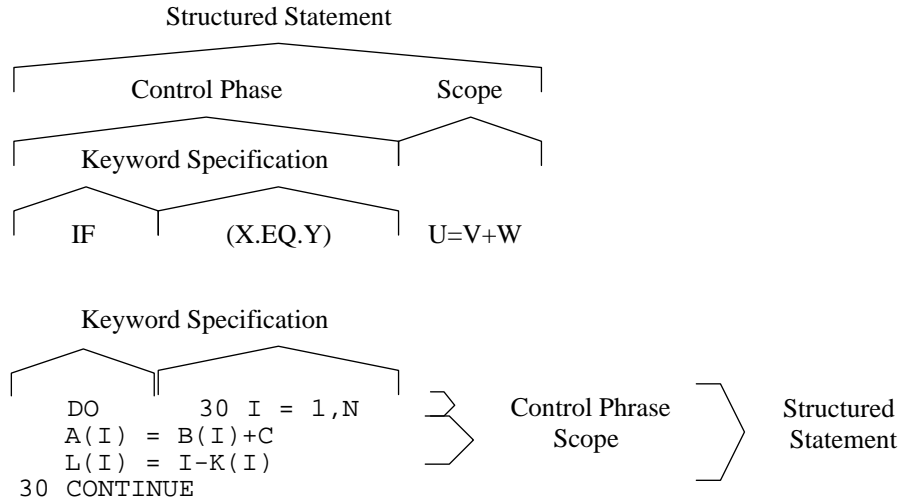 Structured Statement
Control Phase Scope
Keyword Specification
IF (X.EQ.Y) U=V+W
Keyword Specification
DO 30 I = 1,N
A(I) = B(I)+C
L(I) = I-K(I)
30 CONTINUE
Control Phrase
Scope
Structured
Statement